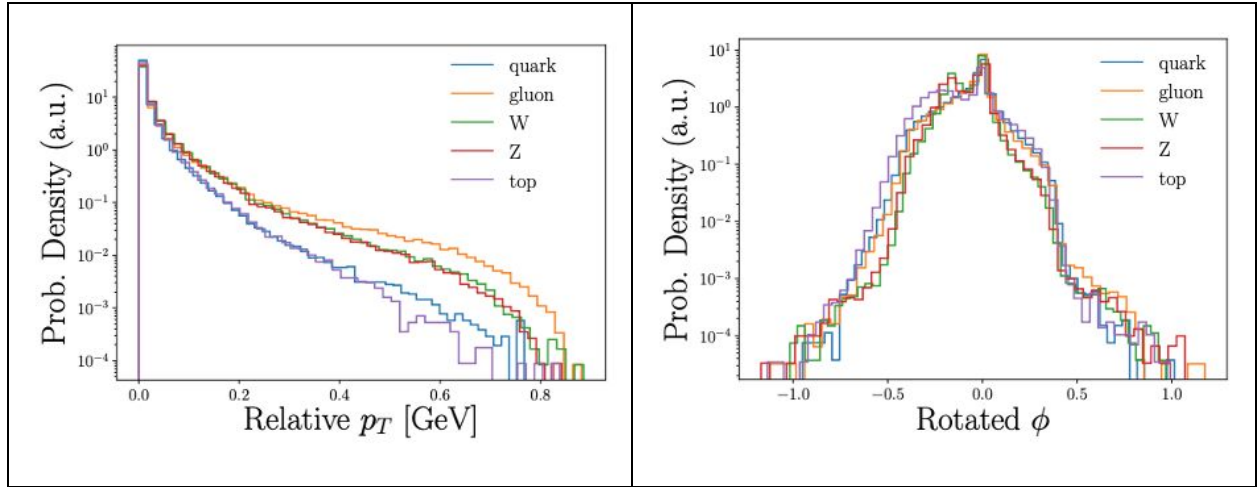 10¹
10⁰
10⁻¹
10⁻²
10⁻³
10⁻⁴
Prob. Density (a.u.)
quark
gluon
W
Z
top
0.0 0.2 0.4 0.6 0.8
Relative p_T [GeV]
10¹
10⁰
10⁻¹
10⁻²
10⁻³
10⁻⁴
Prob. Density (a.u.)
quark
gluon
W
Z
top
−1.0 −0.5 0.0 0.5 1.0
Rotated ϕ